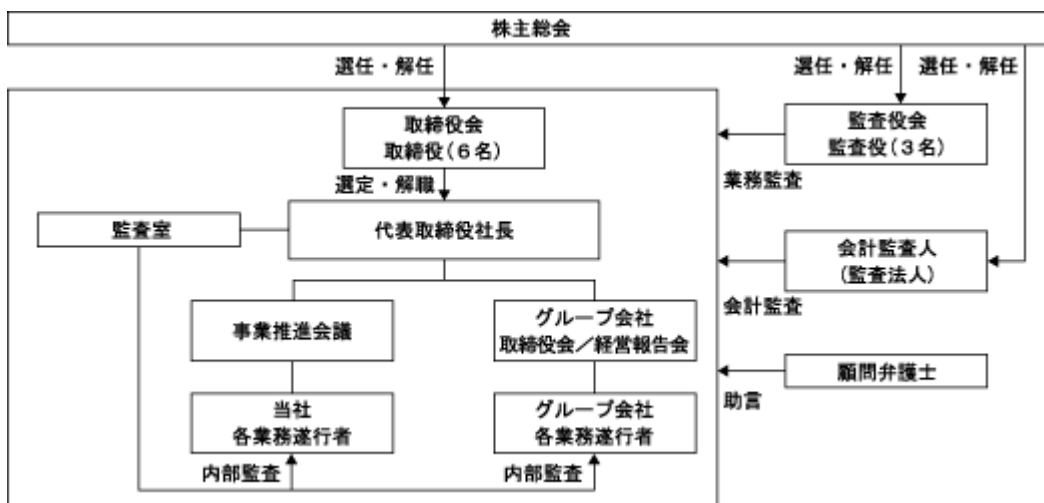 株主総会
選任・解任
選任・解任
選任・解任
取締役会
取締役(6名)
監査役会
監査役(3名)
選定・解職
業務監査
監査室
代表取締役社長
会計監査人
(監査法人)
会計監査
事業推進会議
グループ会社
取締役会／経営報告会
顧問弁護士
助言
当社
各業務遂行者
グループ会社
各業務遂行者
内部監査
内部監査